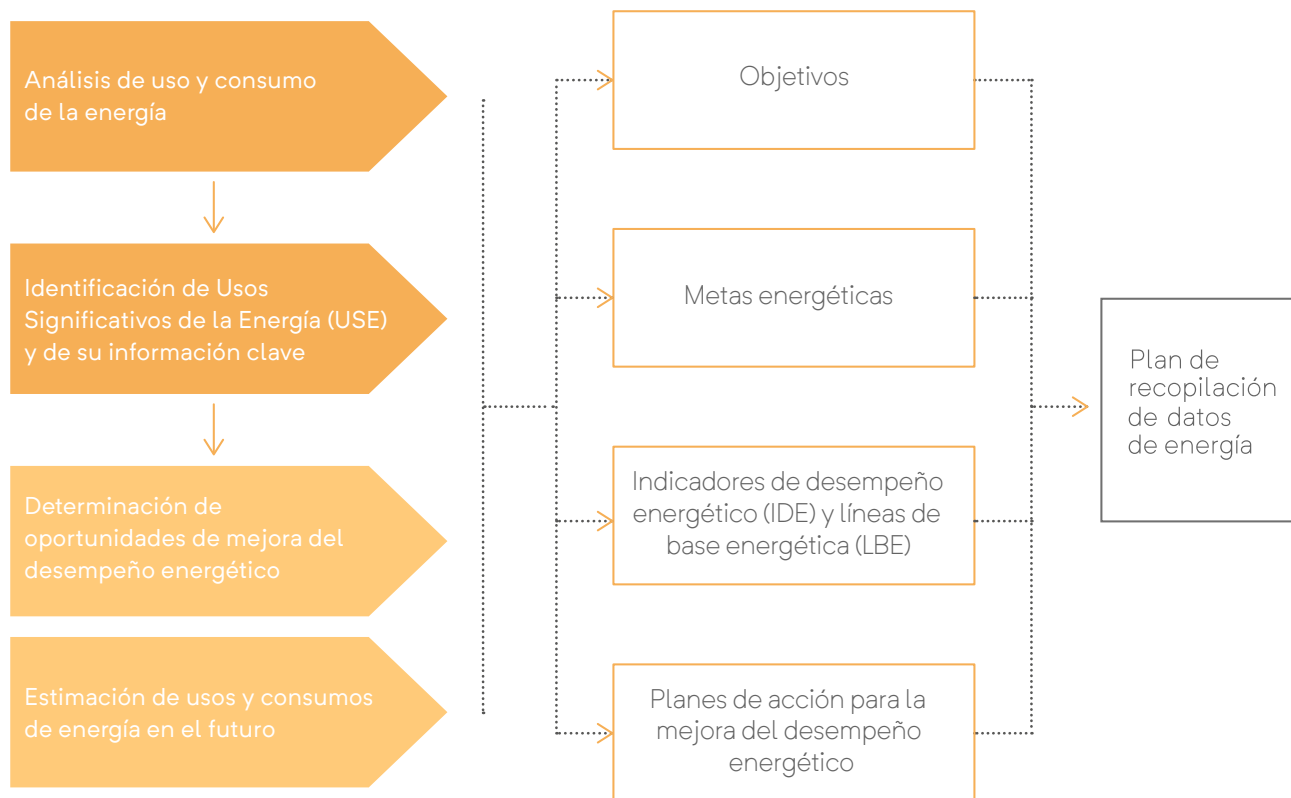 Análisis de uso y consumo
de la energía
Identificación de Usos
Significativos de la Energía (USE)
y de su información clave
Determinación de
oportunidades de mejora del
desempeño energético
Estimación de usos y consumos
de energía en el futuro
Objetivos
Metas energéticas
Indicadores de desempeño
energético (IDE) y líneas de
base energética (LBE)
Planes de acción para la
mejora del desempeño
energético
Plan de
recopilación
de datos
de energía